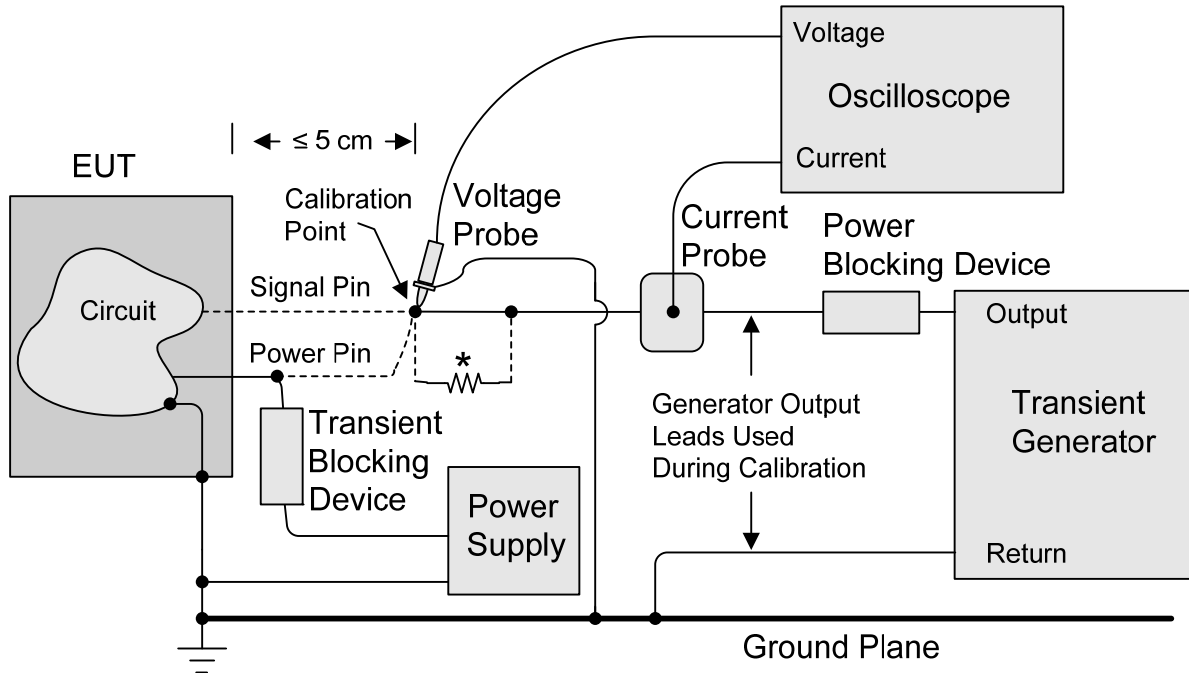 Voltage
Oscilloscope
Current
≤ 5 cm
EUT
Calibration
Point
Voltage
Probe
Current
Probe
Power
Blocking Device
Signal Pin
Circuit
Output
Power Pin
*
Transient
Blocking
Device
Generator Output
Leads Used
During Calibration
Transient
Generator
Power
Supply
Return
Ground Plane